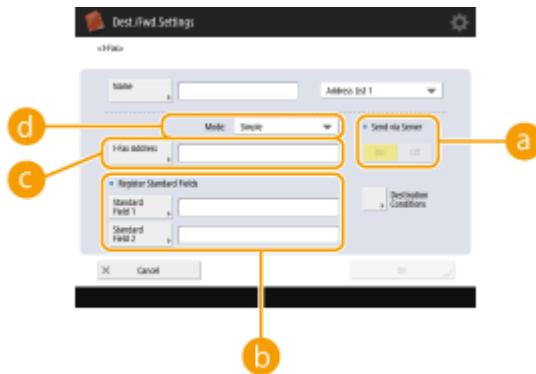 Dest./Fwd Settings
<I-Fax>
Name
Address List 1
d
Mode:
Simple
Send via Server
a
On
Off
c
I-Fax Address
Register Standard Fields
Standard
Field 1
Destination
Conditions
Standard
Field 2
Cancel
OK
b